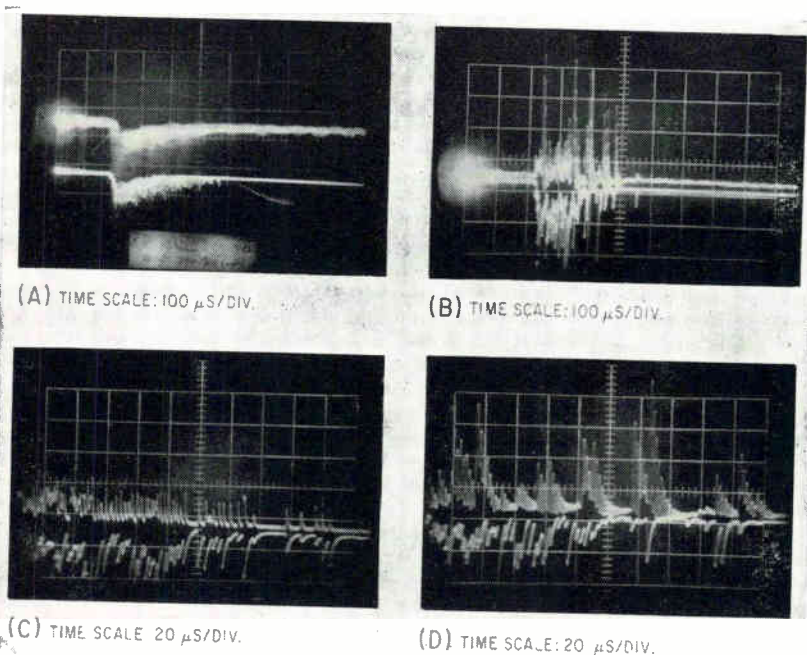 (A) TIME SCALE: 100 µS/DIV.
(B) TIME SCALE: 100 µS/DIV.
(C) TIME SCALE 20 µS/DIV.
(D) TIME SCALE: 20 µS/DIV.